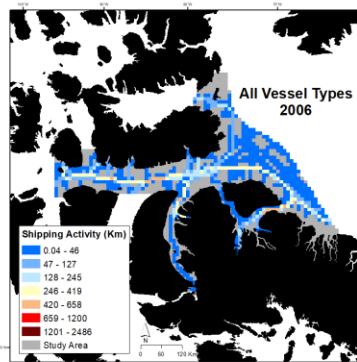 All Vessel Types
2006
Shipping Activity (Km)
0.04 - 46
47 - 127
128 - 245
246 - 419
420 - 658
659 - 1200
1201 - 2486
Study Area
N
0 60 120 Km